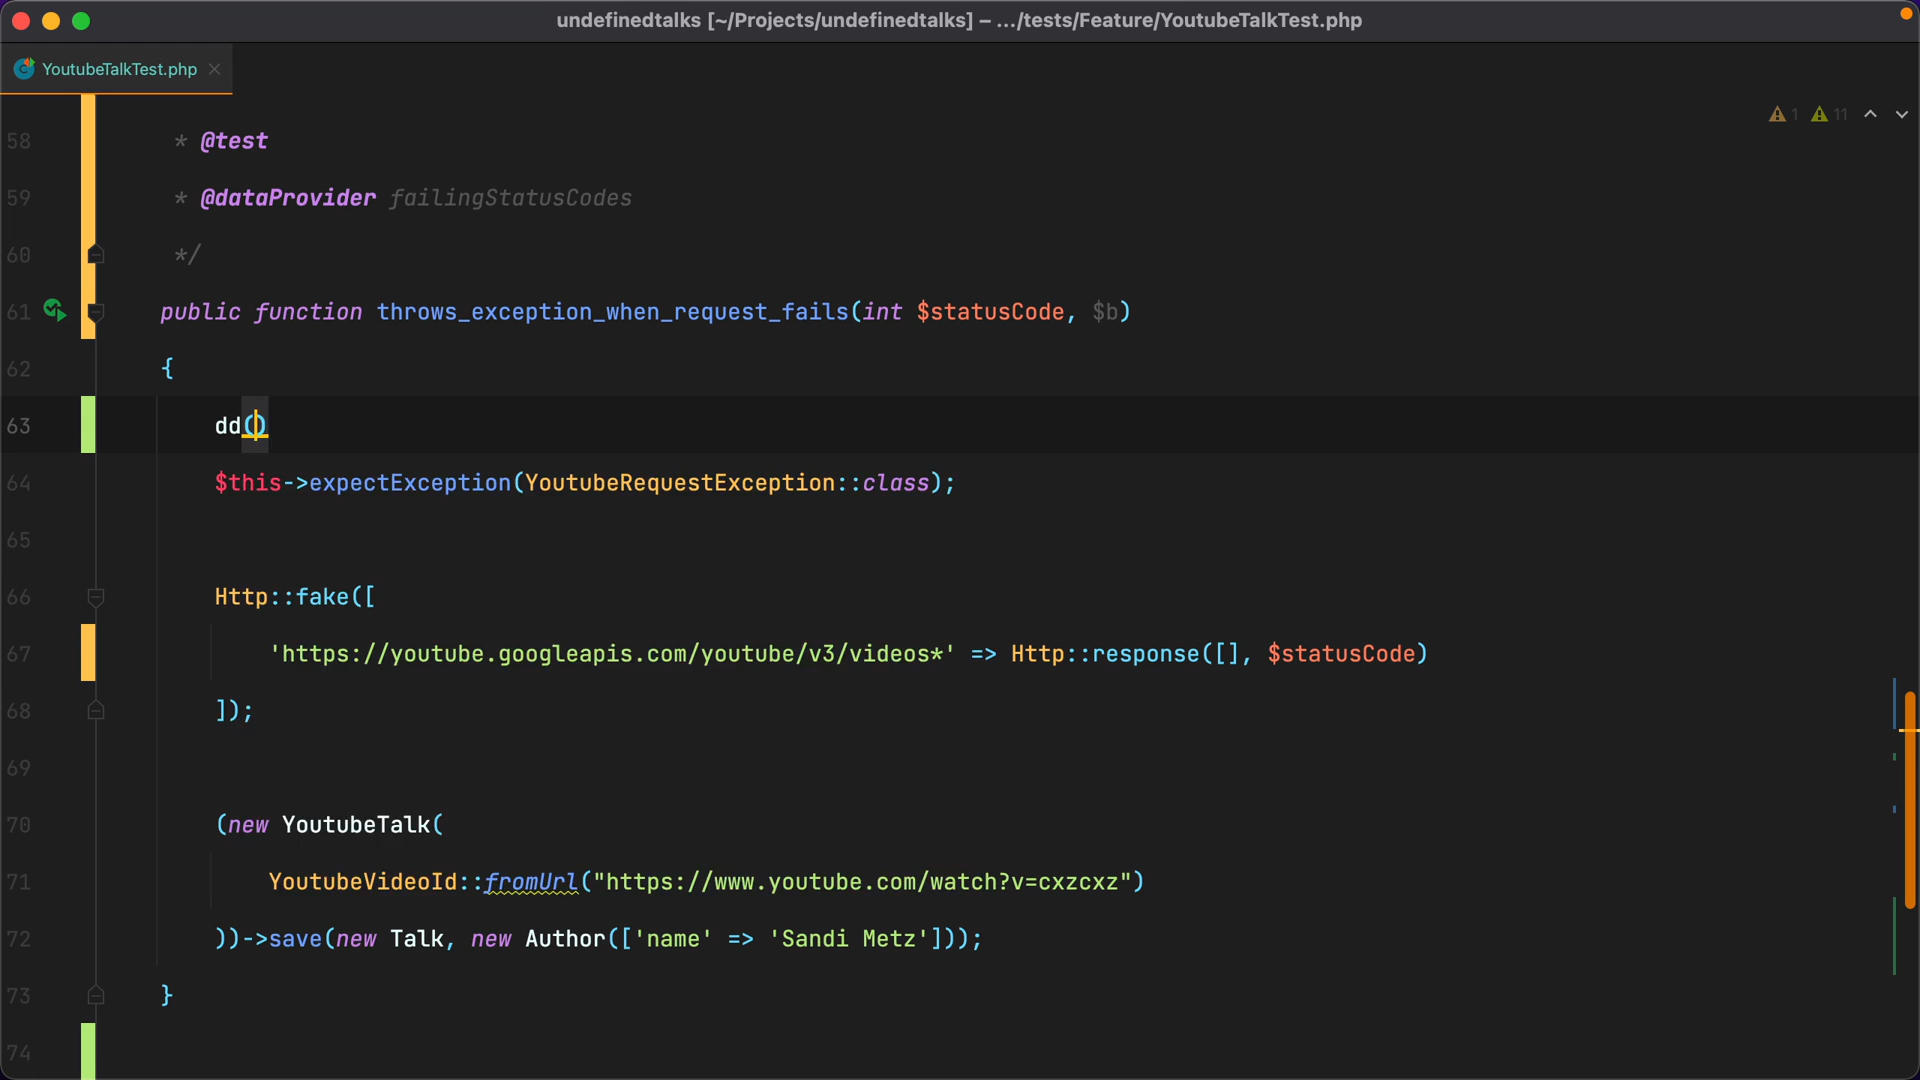 undefinedtalks [~/Projects/undefinedtalks] – .../tests/Feature/YoutubeTalkTest.php
YoutubeTalkTest.php
1 11
58 * @test
59 * @dataProvider failingStatusCodes
60 */
61 public function throws_exception_when_request_fails(int $statusCode, $b)
62 {
63 dd()
64 $this->expectException(YoutubeRequestException::class);
65
66 Http::fake([
67 'https://youtube.googleapis.com/youtube/v3/videos*' => Http::response([], $statusCode)
68 ]);
69
70 (new YoutubeTalk(
71 YoutubeVideoId::fromUrl("https://www.youtube.com/watch?v=cxzcxz")
72 ))->save(new Talk, new Author(['name' => 'Sandi Metz']));
73 }
74